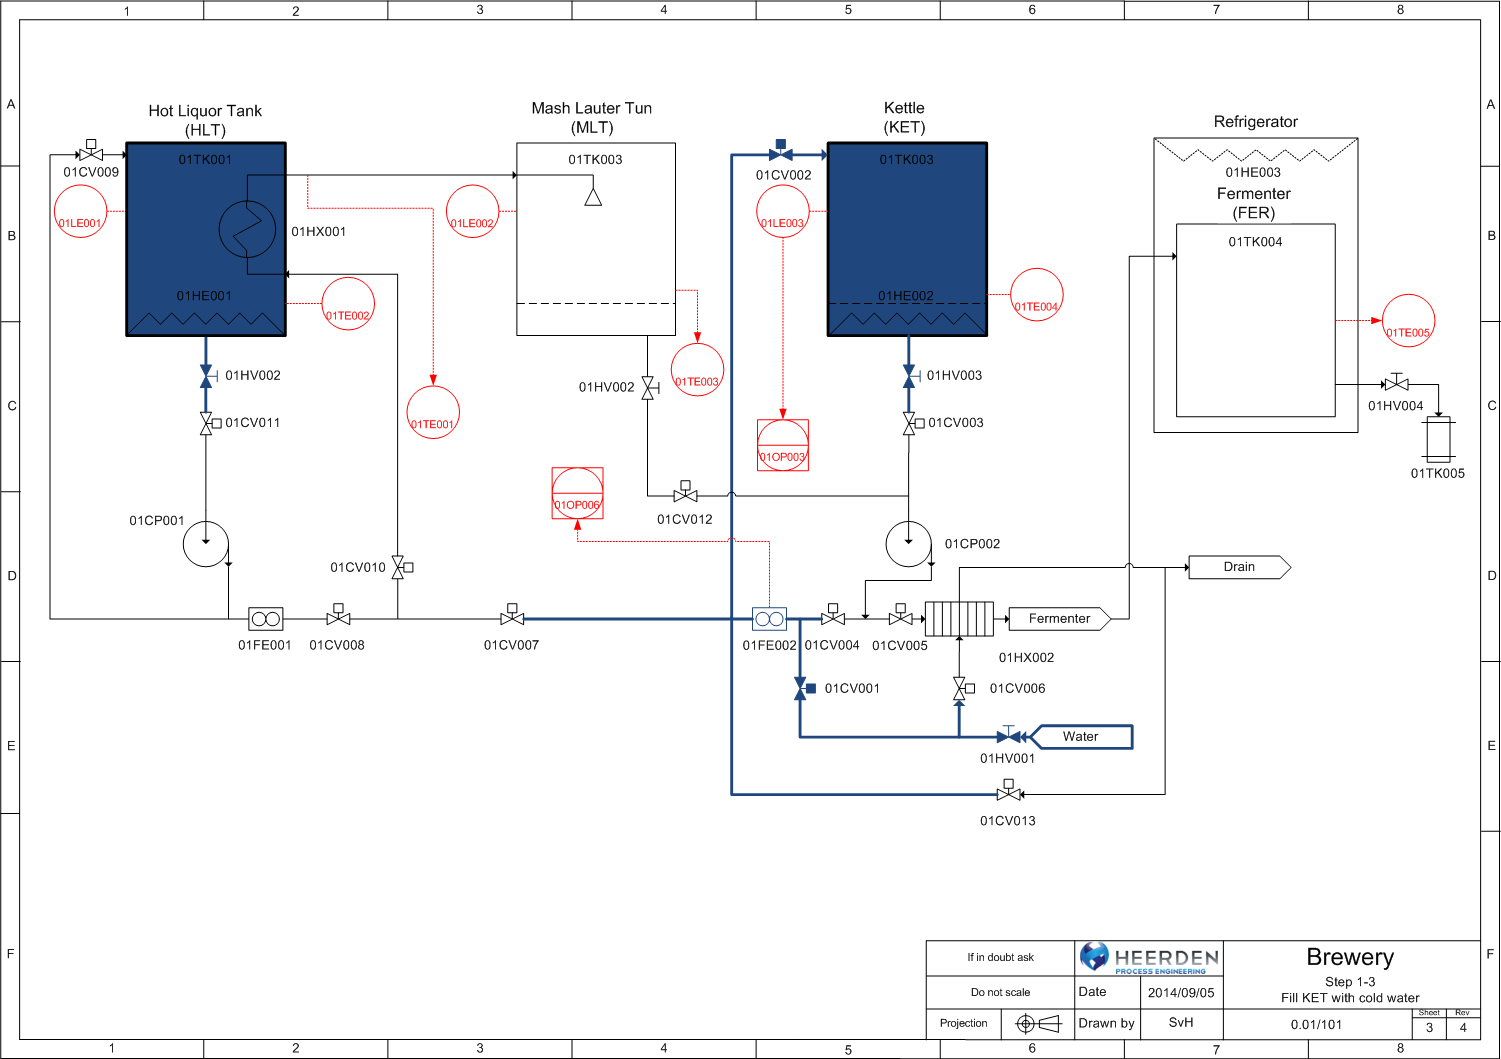 1 2 3 4 5 6 7 8
A A
Hot Liquor Tank
(HLT)
Mash Lauter Tun
(MLT)
Kettle
(KET)
Refrigerator
01TK001
01TK003
01TK003
01CV009
01CV002
01HE003
Fermenter
(FER)
01LE001
01LE002
01LE003
B B
01HX001
01TK004
01HE001
01HE002
01TE002
01TE004
01TE005
01HV002
01HV002
01TE003
01HV003
C C
01HV004
01CV011
01TE001
01CV003
01OP003
01TK005
01OP006
01CP001
01CV012
01CP002
01CV010
D D
Drain
Fermenter
01FE001
01CV008
01CV007
01FE002
01CV004
01CV005
01HX002
01CV001
01CV006
Water
E E
01HV001
01CV013
F F
If in doubt ask
HEERDEN
PROCESS ENGINEERING
Brewery
Step 1-3
Fill KET with cold water
Do not scale
Date
2014/09/05
Projection
Drawn by
SvH
0.01/101
Sheet
3
Rev
4
1 2 3 4 5 6 7 8